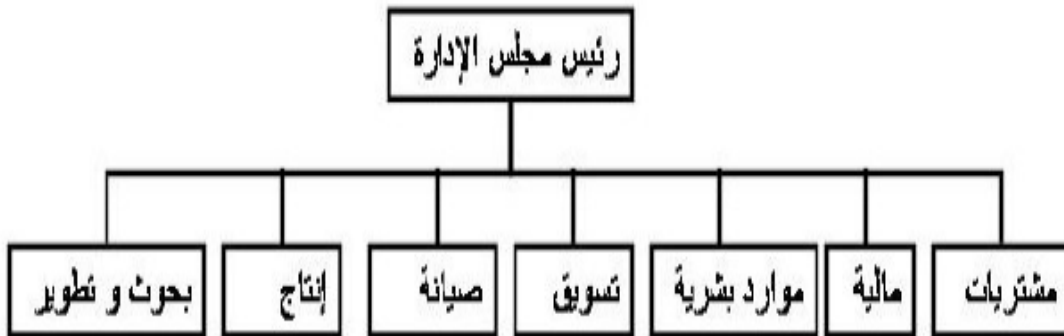 رئيس مجلس الإدارة
مشتريات
مالية
موارد بشرية
تسويق
صيانة
إنتاج
بحوث و تطوير